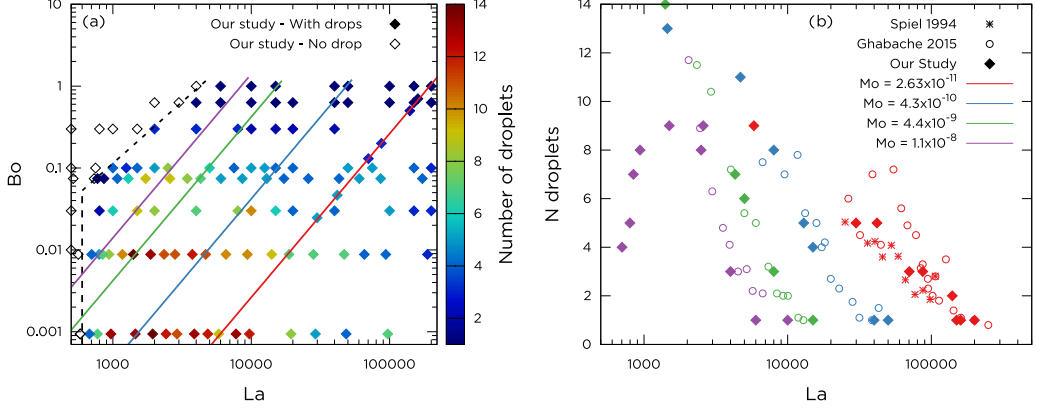 (a)
Our study - With drops
Our study - No drop
Bo
10
1
0.1
0.01
0.001
1000
10000
100000
La
14
12
10
8
6
4
2
Number of droplets
(b)
Spiel 1994
Ghabache 2015
Our Study
Mo = 2.63x10⁻¹¹
Mo = 4.3x10⁻¹⁰
Mo = 4.4x10⁻⁹
Mo = 1.1x10⁻⁸
N droplets
14
12
10
8
6
4
2
0
1000
10000
100000
La